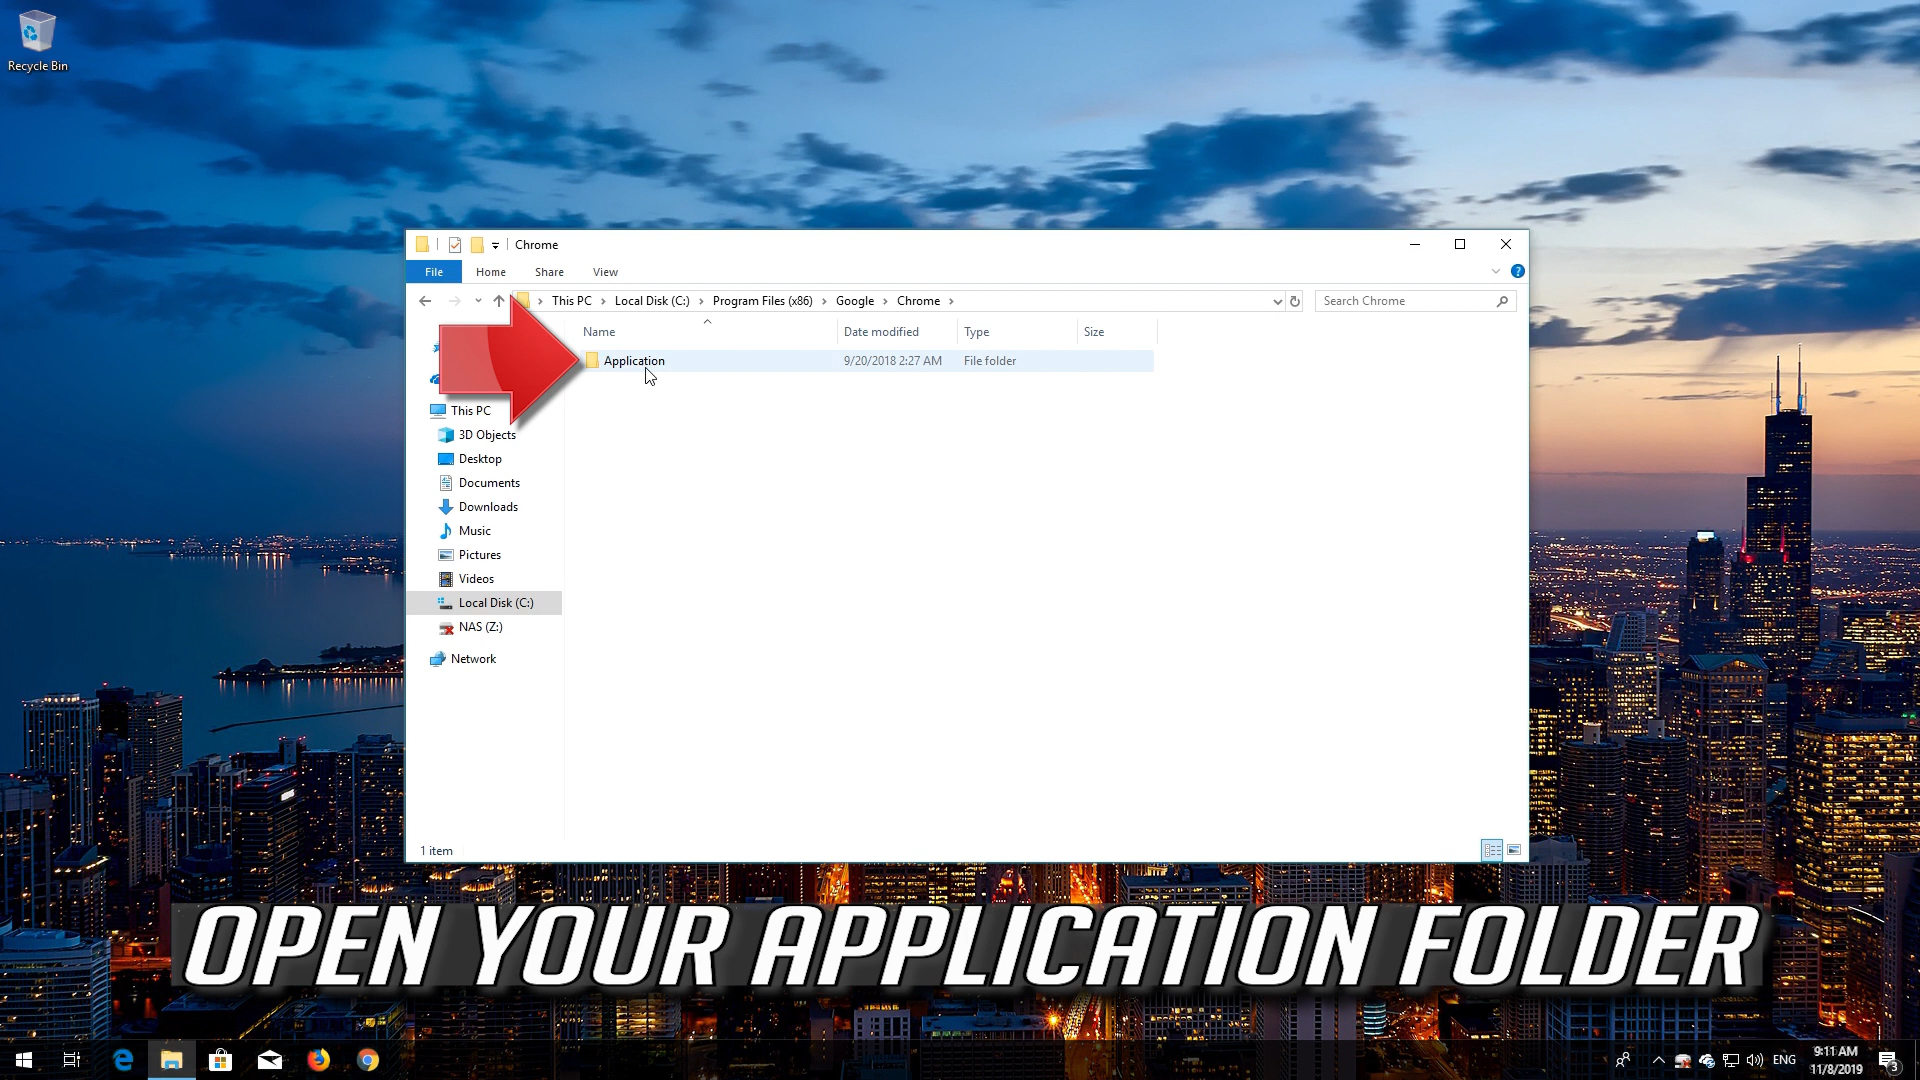 Recycle Bin
Chrome
File Home Share View
This PC Local Disk (C:) Program Files (x86) Google Chrome
Search Chrome
Name Date modified Type Size
Application 9/20/2018 2:27 AM File folder
This PC
3D Objects
Desktop
Documents
Downloads
Music
Pictures
Videos
Local Disk (C:)
NAS (Z:)
Network
1 item
OPEN YOUR APPLICATION FOLDER
ENG
9:11 AM
11/8/2019
3